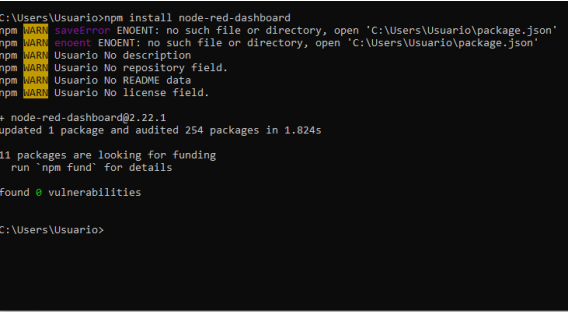 C:\Users\Usuario>npm install node-red-dashboard
npm WARN saveError ENOENT: no such file or directory, open 'C:\Users\Usuario\package.json'
npm WARN enoent ENOENT: no such file or directory, open 'C:\Users\Usuario\package.json'
npm WARN Usuario No description
npm WARN Usuario No repository field.
npm WARN Usuario No README data
npm WARN Usuario No license field.
+ node-red-dashboard@2.22.1
updated 1 package and audited 254 packages in 1.824s
11 packages are looking for funding
run `npm fund` for details
found 0 vulnerabilities
C:\Users\Usuario>